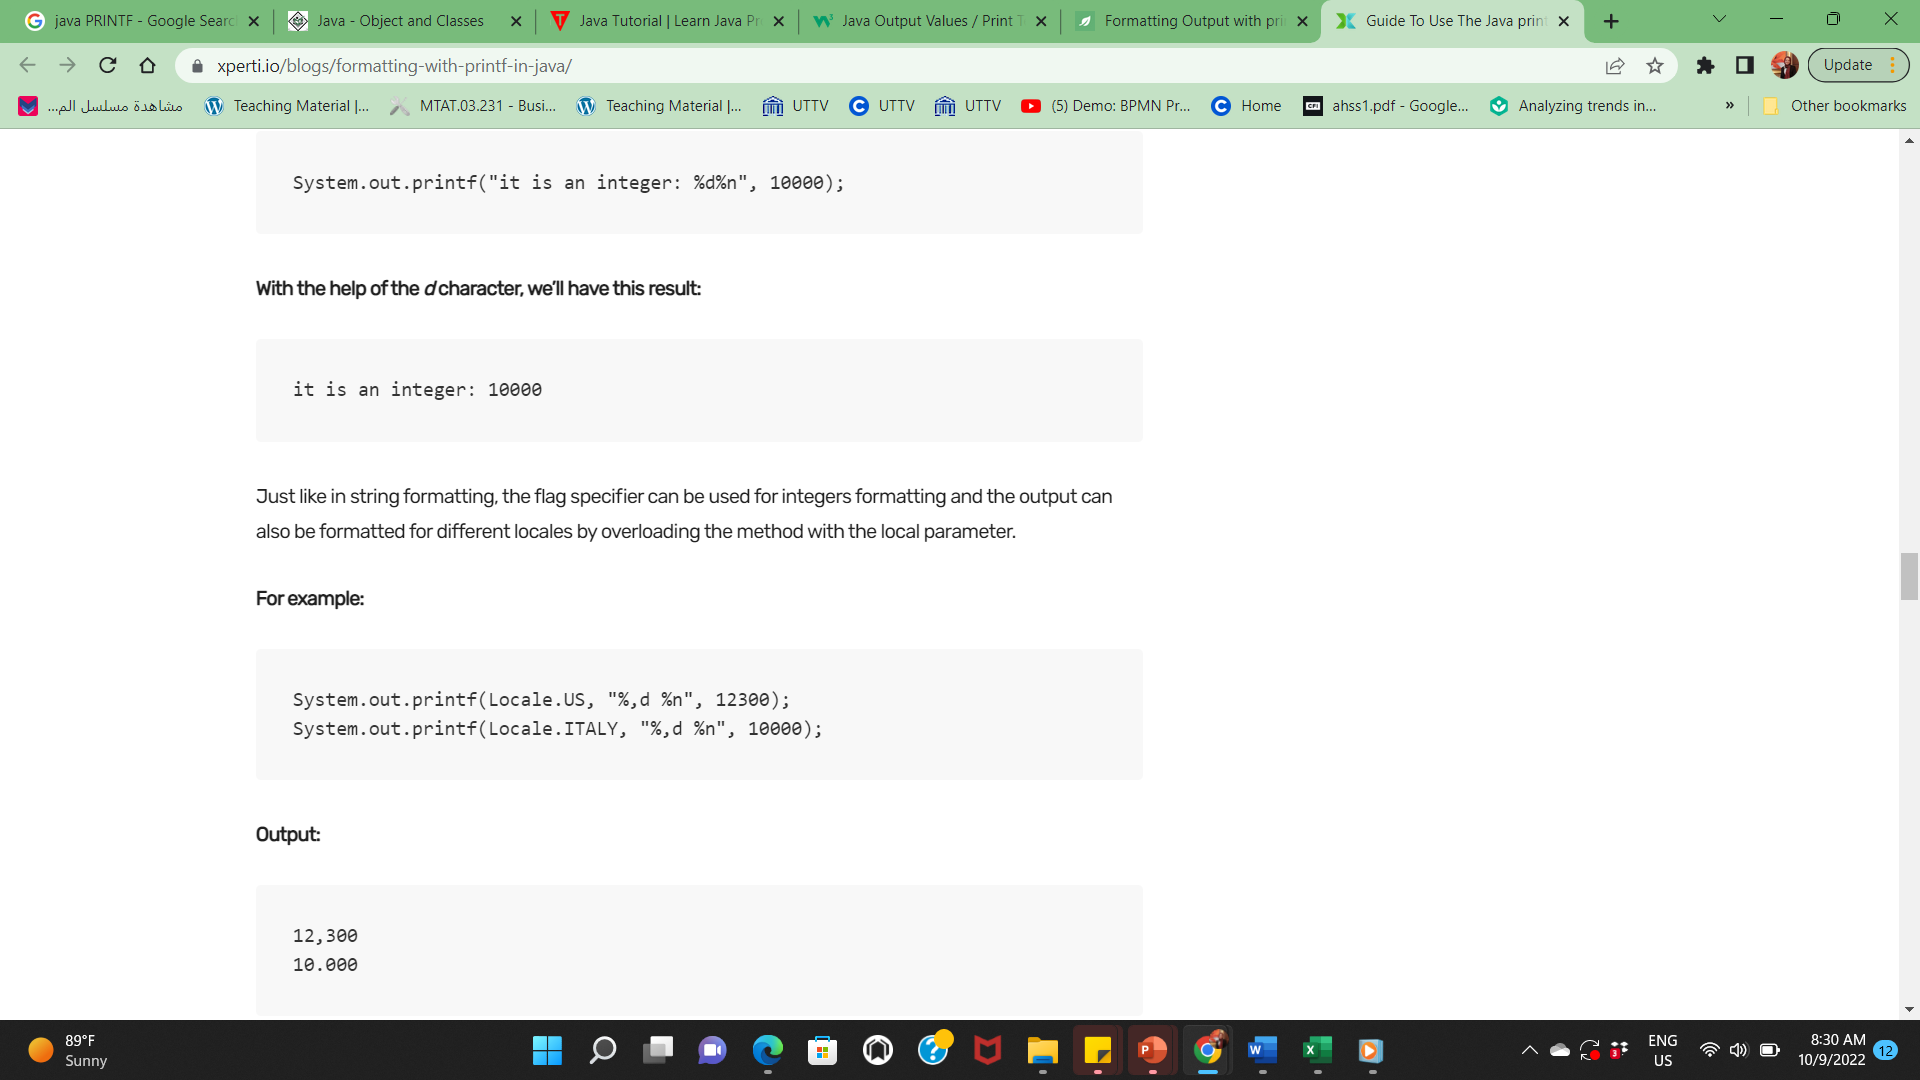 java PRINTF - Google Searc
Java - Object and Classes
Java Tutorial | Learn Java Pr
Java Output Values / Print T
Formatting Output with prin
Guide To Use The Java print
xperti.io/blogs/formatting-with-printf-in-java/
Update
مشاهدة مسلسل الم...
Teaching Material |...
MTAT.03.231 - Busi...
Teaching Material |...
UTTV
UTTV
UTTV
(5) Demo: BPMN Pr...
Home
ahss1.pdf - Google...
Analyzing trends in...
»
Other bookmarks
System.out.printf("it is an integer: %d%n", 10000);
With the help of the d character, we'll have this result:
it is an integer: 10000
Just like in string formatting, the flag specifier can be used for integers formatting and the output can
also be formatted for different locales by overloading the method with the local parameter.
For example:
System.out.printf(Locale.US, "%,d %n", 12300);
System.out.printf(Locale.ITALY, "%,d %n", 10000);
Output:
12,300
10.000
89°F
Sunny
ENG
US
8:30 AM
10/9/2022
12